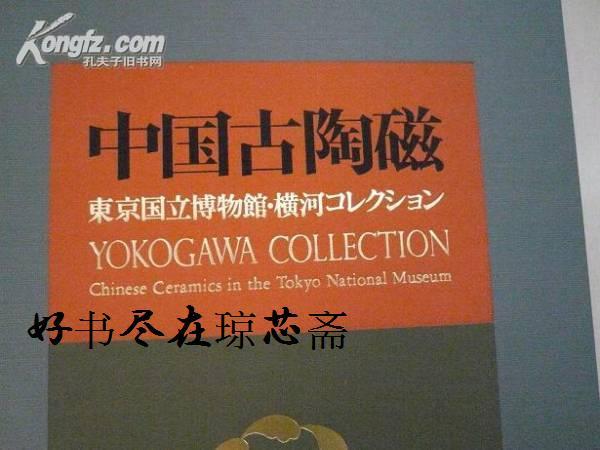 Kongfz.com
孔夫子旧书网
中国古陶磁
東京国立博物館・横河コレクション
YOKOGAWA COLLECTION
Chinese Ceramics in the Tokyo National Museum
好书尽在琼芯斋